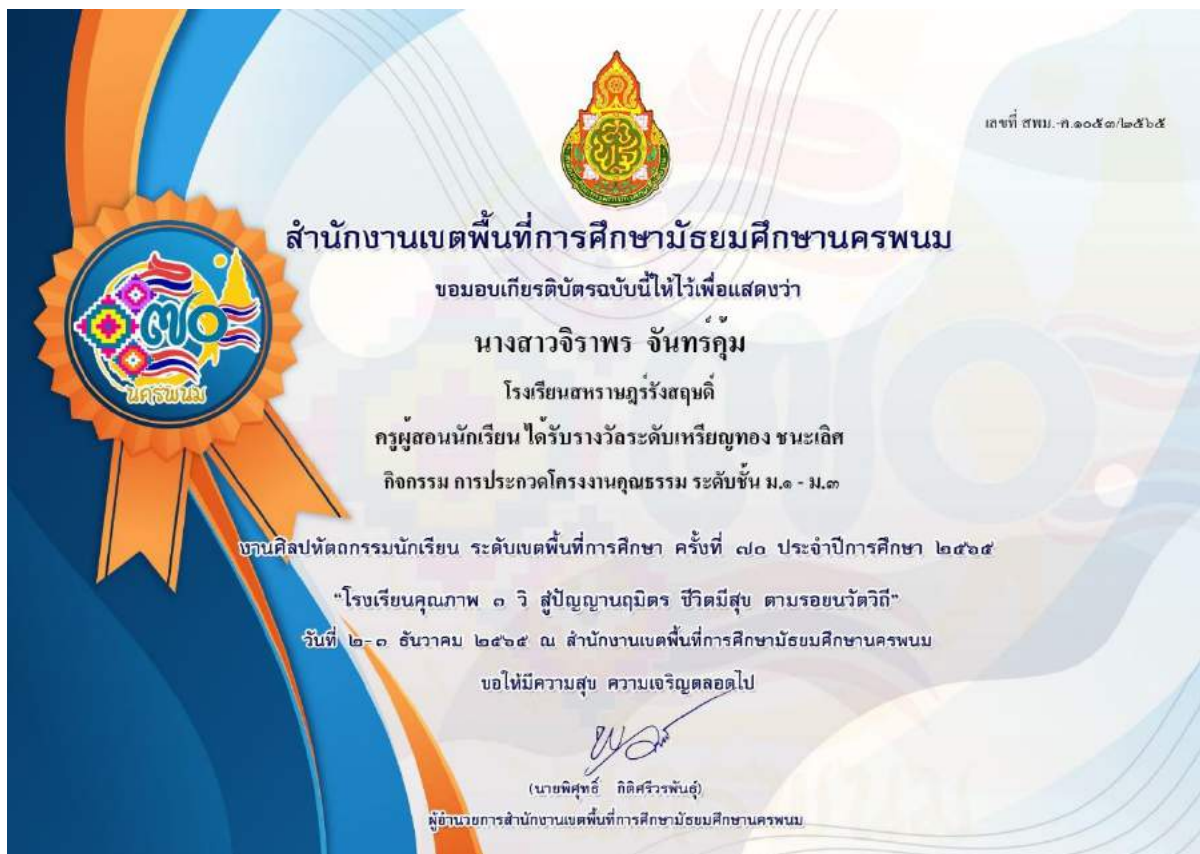 เลขที่ สพม.-ค.๑๐๕๓/๒๕๖๕
สำนักงานเขตพื้นที่การศึกษามัธยมศึกษานครพนม
ขอมอบเกียรติบัตรฉบับนี้ให้ไว้เพื่อแสดงว่า
นางสาวจิราพร จันทร์คุ้ม
โรงเรียนสหราษฎร์รังสฤษดิ์
ครูผู้สอนนักเรียน ได้รับรางวัลระดับเหรียญทอง ชนะเลิศ
กิจกรรม การประกวดโครงงานคุณธรรม ระดับชั้น ม.๑ - ม.๓
งานศิลปหัตถกรรมนักเรียน ระดับเขตพื้นที่การศึกษา ครั้งที่ ๗๐ ประจำปีการศึกษา ๒๕๖๕
“โรงเรียนคุณภาพ ๓ วิ สู่ปัญญานฤมิตร ชีวิตมีสุข ตามรอยนวัตวิถี”
วันที่ ๒-๓ ธันวาคม ๒๕๖๕ ณ สำนักงานเขตพื้นที่การศึกษามัธยมศึกษานครพนม
ขอให้มีความสุข ความเจริญตลอดไป
(นายพิศุทธิ์ กิติศรีวรพันธุ์)
ผู้อำนวยการสำนักงานเขตพื้นที่การศึกษามัธยมศึกษานครพนม
๗๐
นครพนม